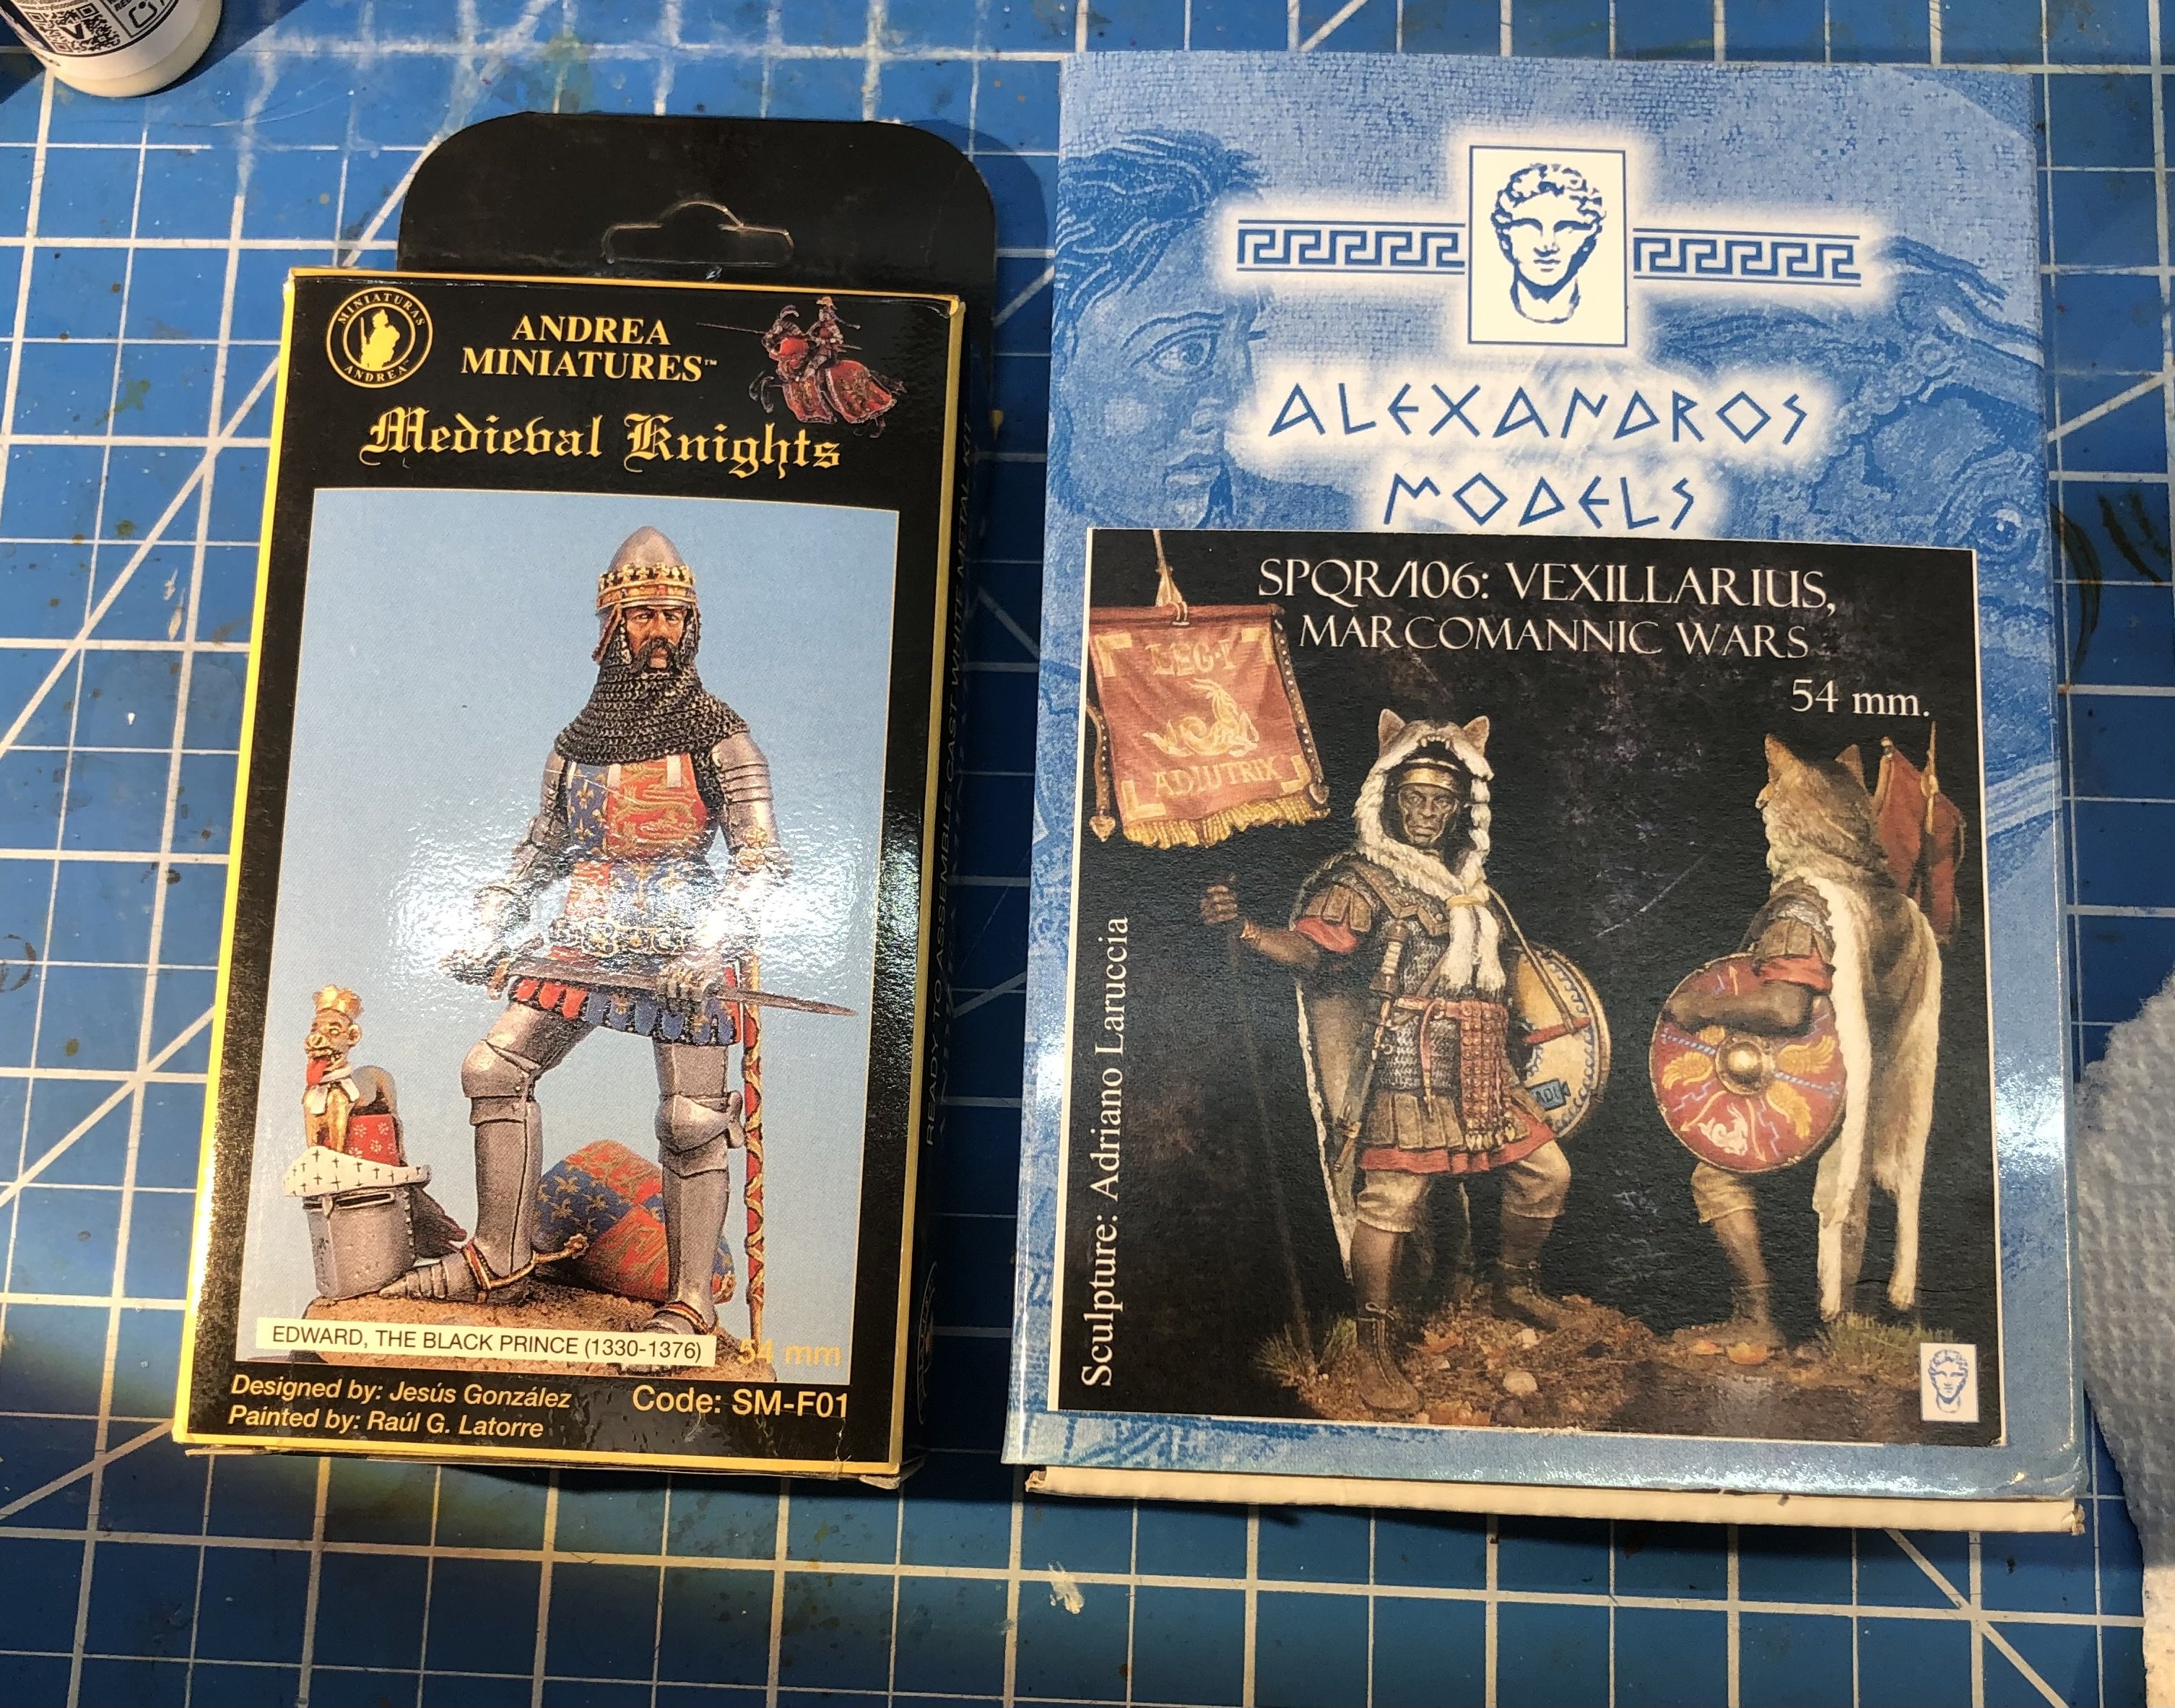 MINIATURAS
ANDREA
ANDREA
MINIATURES™
Medieval Knights
EDWARD, THE BLACK PRINCE (1330-1376)
54 mm
Designed by: Jesús González
Painted by: Raúl G. Latorre
Code: SM-F01
READY TO ASSEMBLE CAST WHITE METAL KIT
ALEXANDROS
MODELS
SPQR/106: VEXILLARIUS,
MARCOMANNIC WARS
54 mm.
LEG·I
ADIUTRIX
Sculpture: Adriano Laruccia